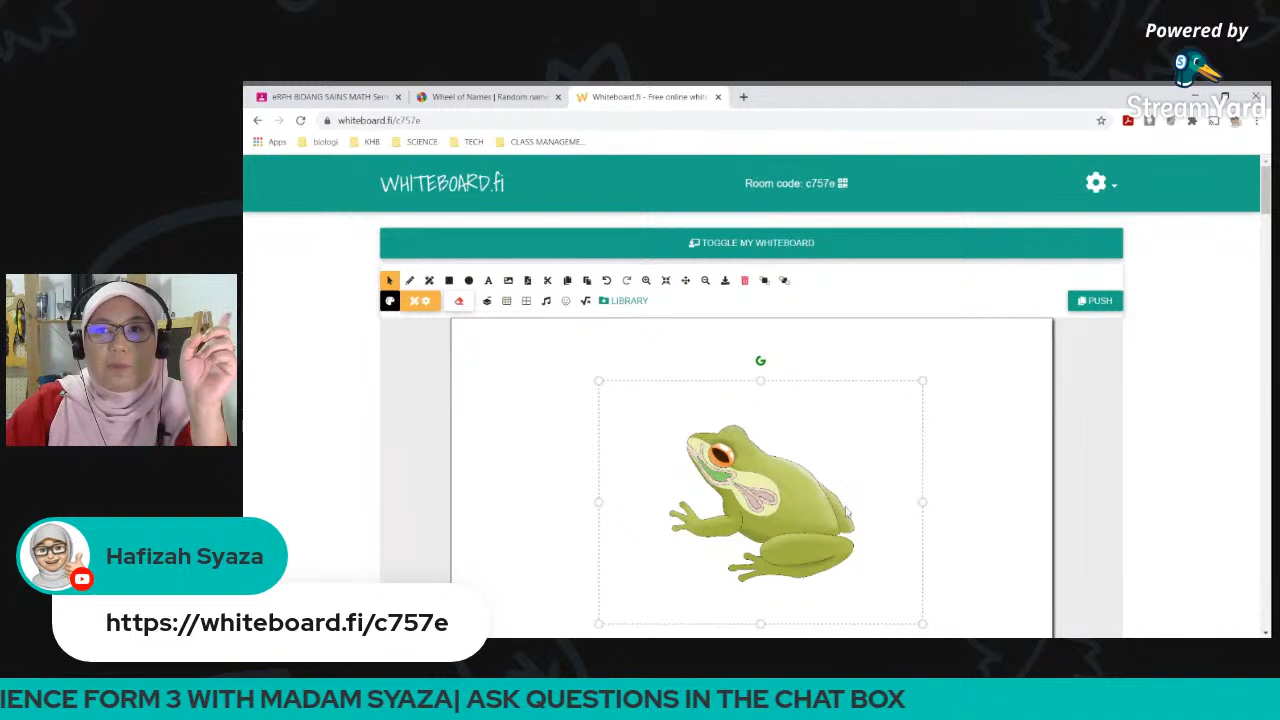 Powered by
StreamYard
eRPH BIDANG SAINS MATH Sem
Wheel of Names | Random name
Whiteboard.fi - Free online white
whiteboard.fi/c757e
Apps
biologi
KHB
SCIENCE
TECH
CLASS MANAGEME...
WHITEBOARD.fi
Room code: c757e
TOGGLE MY WHITEBOARD
LIBRARY
PUSH
Hafizah Syaza
https://whiteboard.fi/c757e
IENCE FORM 3 WITH MADAM SYAZA| ASK QUESTIONS IN THE CHAT BOX